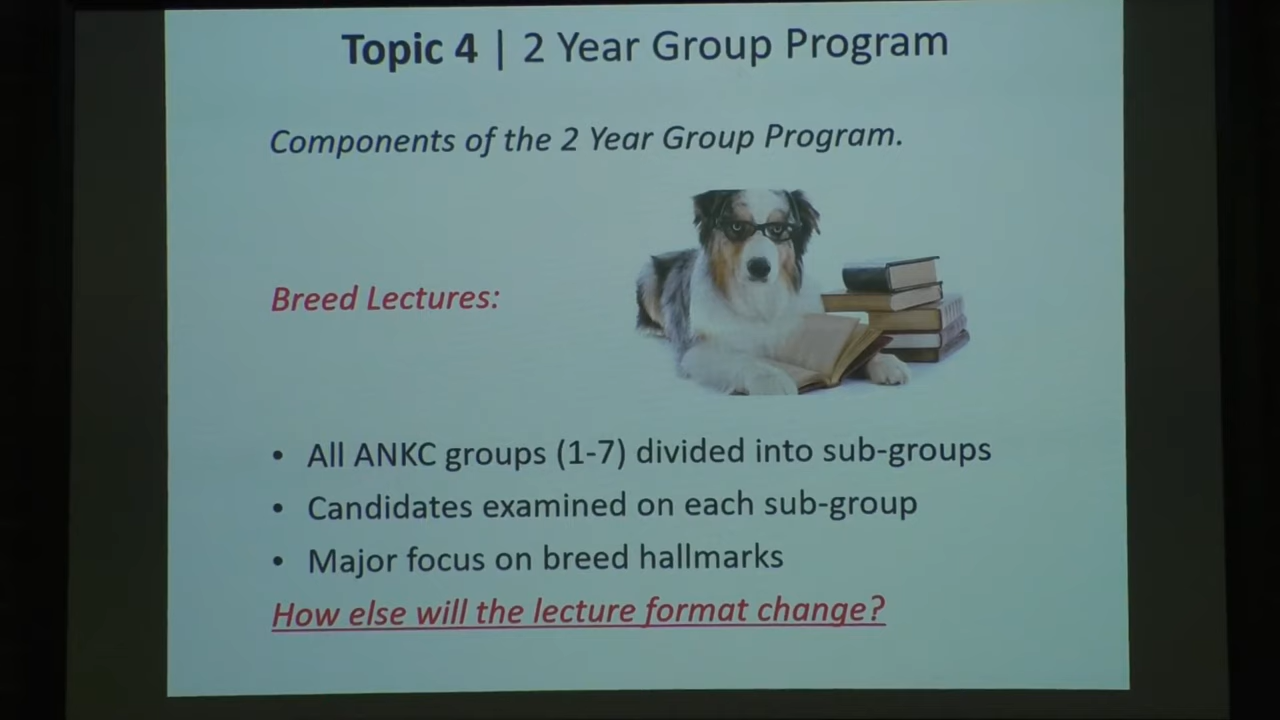 Topic 4 | 2 Year Group Program
Components of the 2 Year Group Program.
Breed Lectures:
• All ANKC groups (1-7) divided into sub-groups
• Candidates examined on each sub-group
• Major focus on breed hallmarks
How else will the lecture format change?